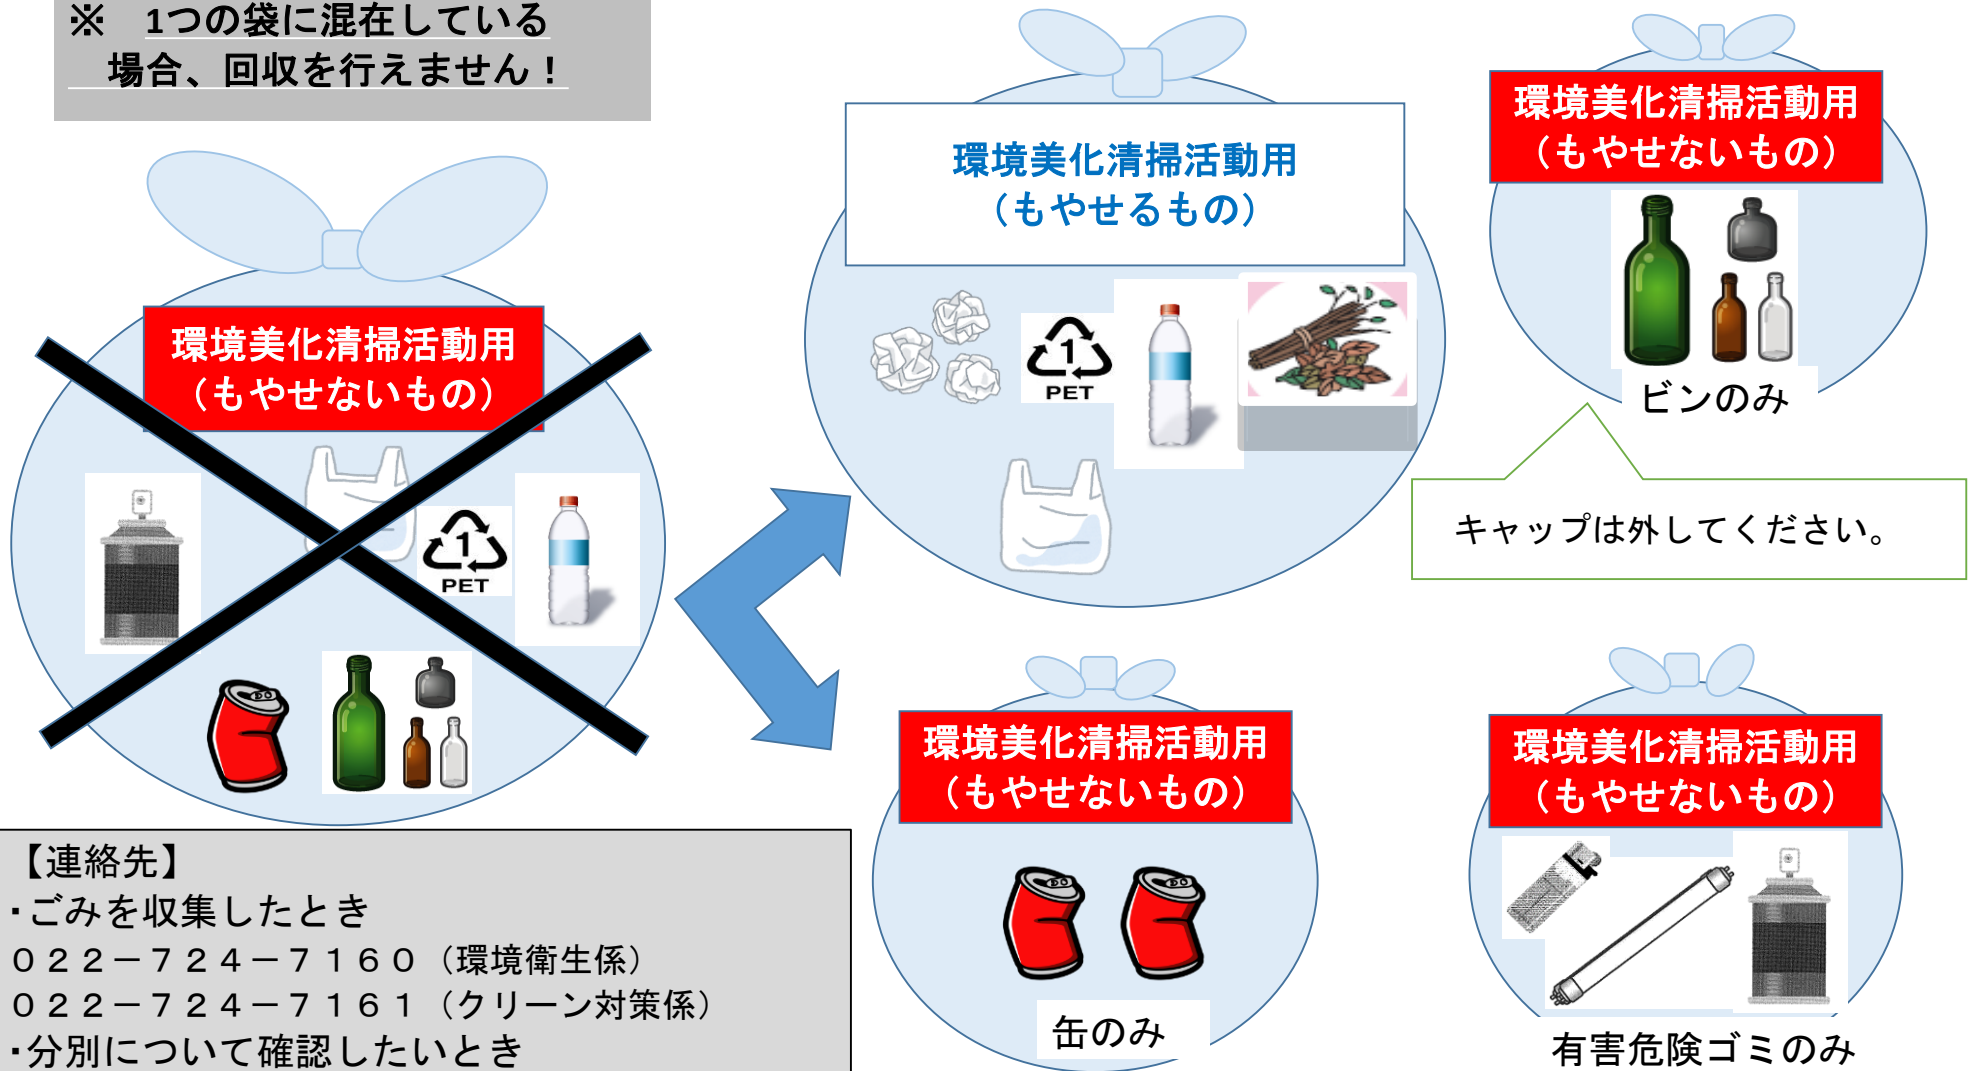 ※ 1つの袋に混在している
場合、回収を行えません！
環境美化清掃活動用
（もやせないもの）
1
PET
環境美化清掃活動用
（もやせるもの）
1
PET
環境美化清掃活動用
（もやせないもの）
ビンのみ
キャップは外してください。
環境美化清掃活動用
（もやせないもの）
缶のみ
環境美化清掃活動用
（もやせないもの）
有害危険ゴミのみ
【連絡先】
・ごみを収集したとき
０２２－７２４－７１６０（環境衛生係）
０２２－７２４－７１６１（クリーン対策係）
・分別について確認したいとき